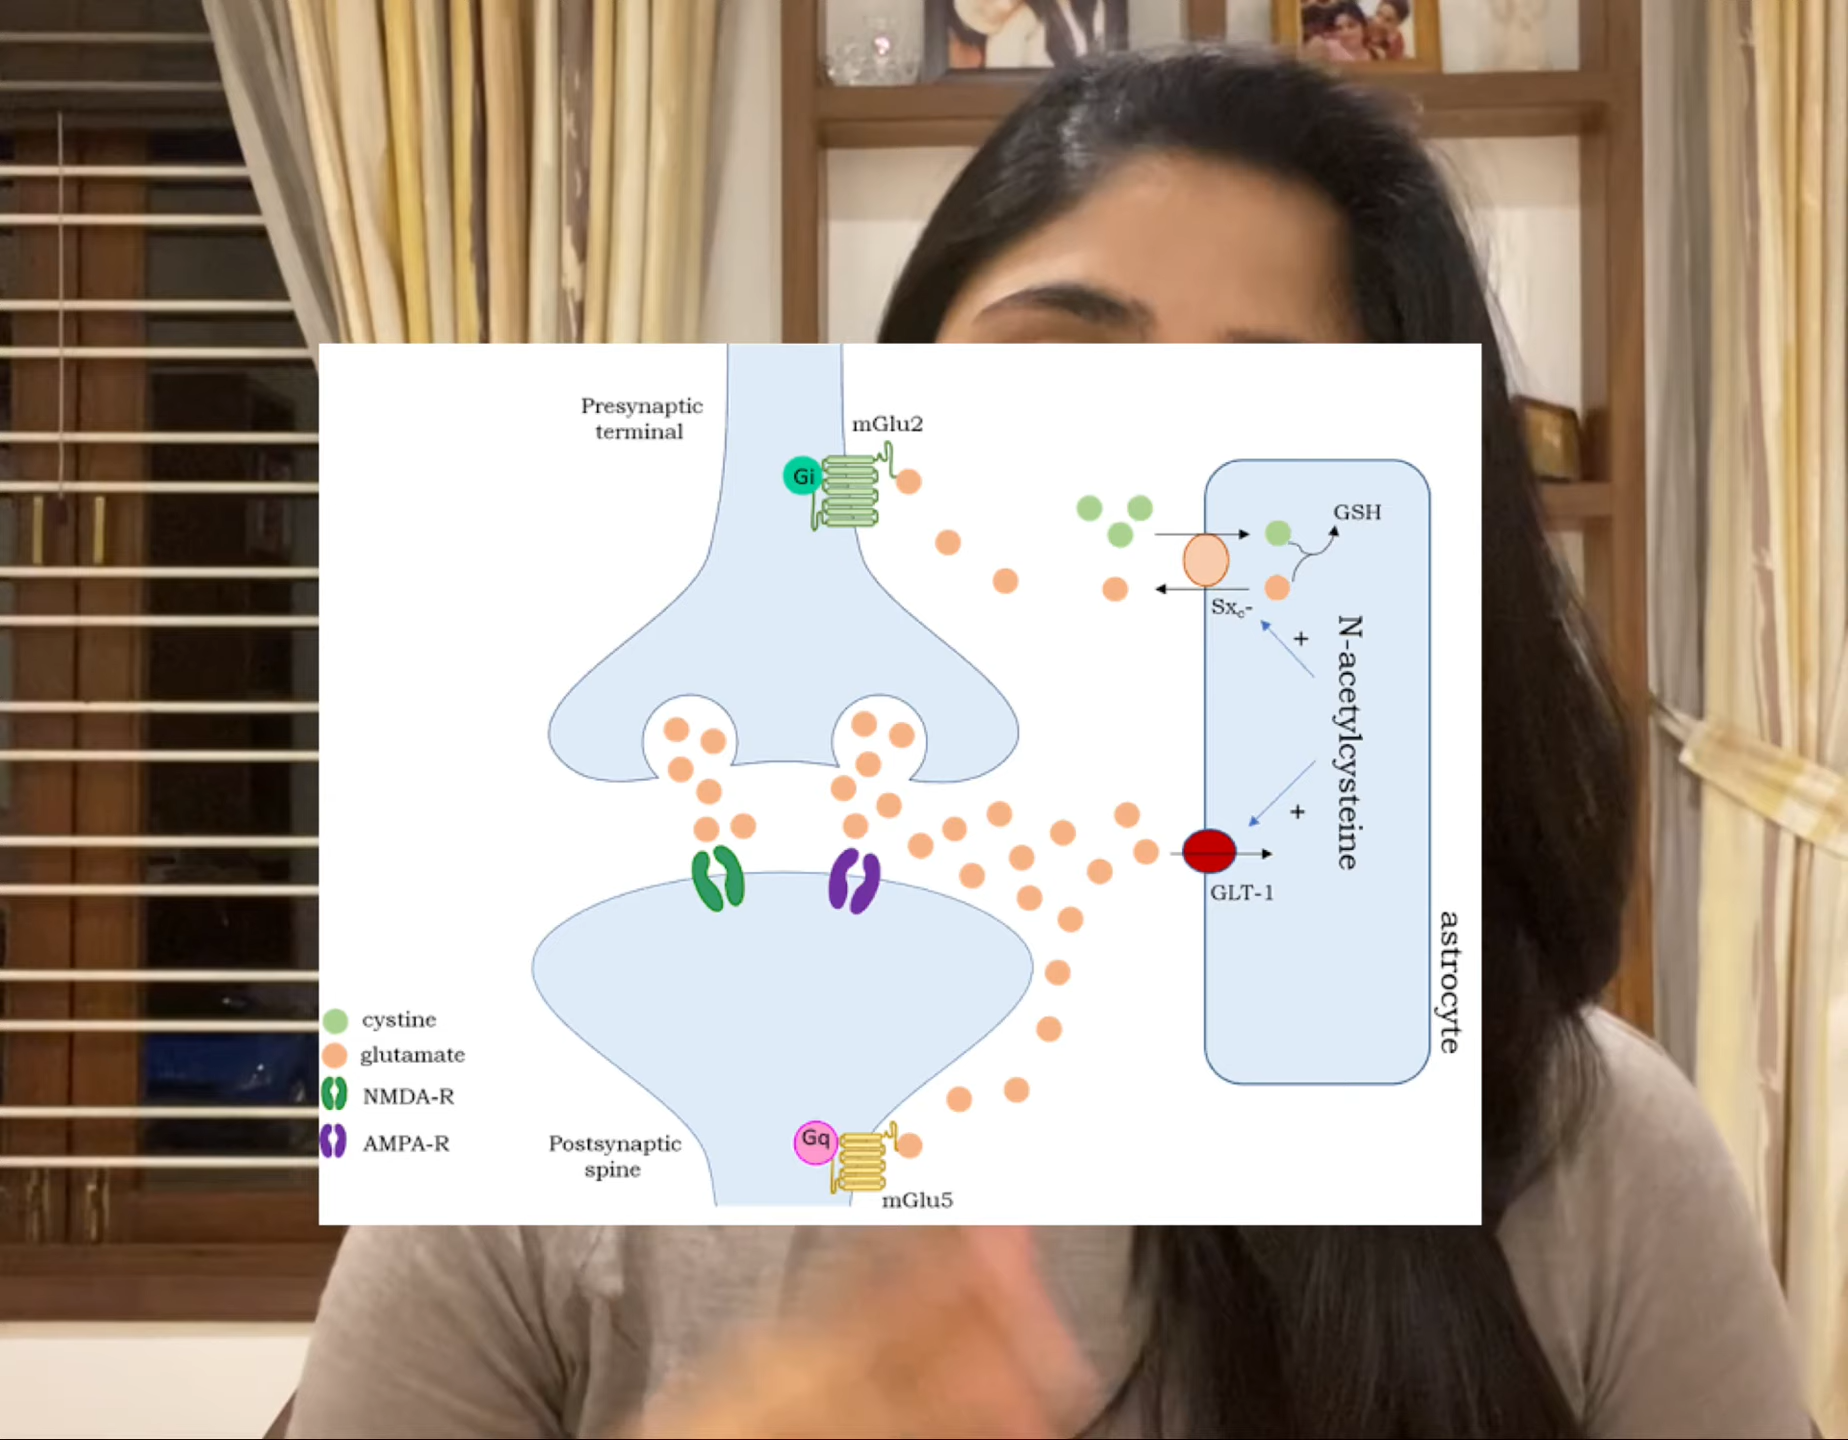 Presynaptic
terminal
mGlu2
Gi
GSH
Sxc-
+
N-acetylcysteine
+
GLT-1
astrocyte
cystine
glutamate
NMDA-R
AMPA-R
Postsynaptic
spine
Gq
mGlu5